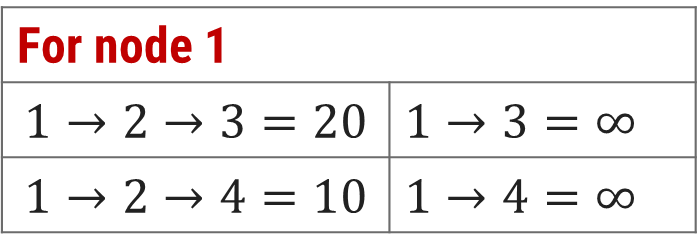 For node 1
1 → 2 → 3 = 20 1 → 3 = ∞
1 → 2 → 4 = 10 1 → 4 = ∞